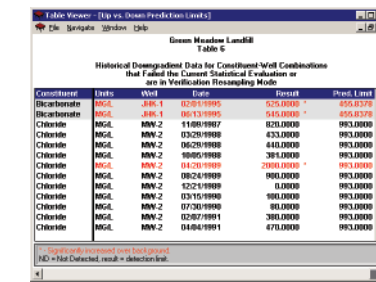 Table Viewer - [Up vs. Down Prediction Limits]
File Navigate Window Help
Green Meadow Landfill
Table 6
Historical Downgradient Data for Constituent-Well Combinations
that Failed the Current Statistical Evaluation or
are in Verification Resampling Mode
Constituent Units Well Date Result Pred. Limit
Bicarbonate MG/L JHK-1 02/01/1995 525.0000 * 455.8378
Bicarbonate MG/L JHK-1 06/13/1995 545.0000 * 455.8378
Chloride MG/L MW-2 11/09/1987 820.0000 993.0000
Chloride MG/L MW-2 03/29/1988 433.0000 993.0000
Chloride MG/L MW-2 06/29/1988 440.0000 993.0000
Chloride MG/L MW-2 10/05/1988 381.0000 993.0000
Chloride MG/L MW-2 04/20/1989 2000.0000 * 993.0000
Chloride MG/L MW-2 08/24/1989 900.0000 993.0000
Chloride MG/L MW-2 12/21/1989 0.0000 993.0000
Chloride MG/L MW-2 03/15/1990 100.0000 993.0000
Chloride MG/L MW-2 07/30/1990 80.0000 993.0000
Chloride MG/L MW-2 02/07/1991 380.0000 993.0000
Chloride MG/L MW-2 04/04/1991 470.0000 993.0000
* - Significantly increased over background.
ND = Not Detected, result = detection limit.